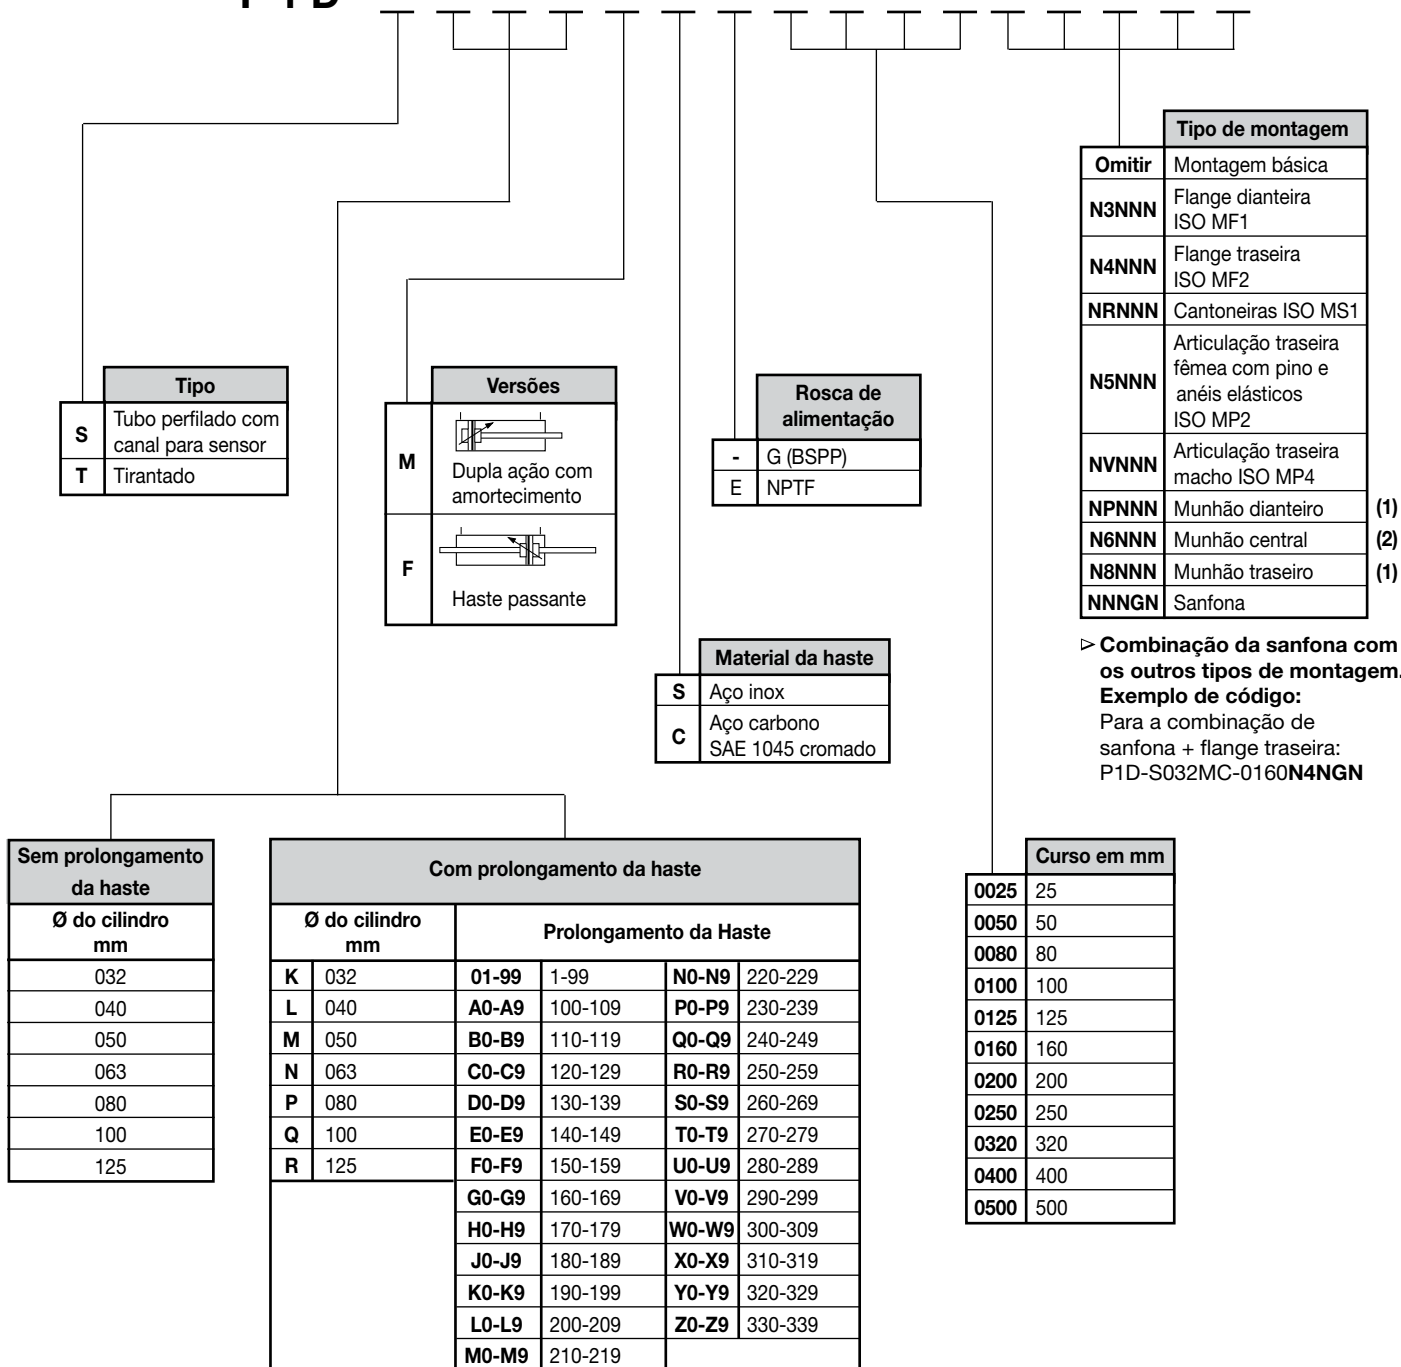 P 1 D
Tipo de montagem
Omitir Montagem básica
N3NNN Flange dianteira
ISO MF1
N4NNN Flange traseira
ISO MF2
NRNNN Cantoneiras ISO MS1
N5NNN Articulação traseira
fêmea com pino e
anéis elásticos
ISO MP2
NVNNN Articulação traseira
macho ISO MP4
NPNNN Munhão dianteiro (1)
N6NNN Munhão central (2)
N8NNN Munhão traseiro (1)
NNNGN Sanfona
Combinação da sanfona com
os outros tipos de montagem.
Exemplo de código:
Para a combinação de
sanfona + flange traseira:
P1D-S032MC-0160N4NGN
Tipo
S Tubo perfilado com
canal para sensor
T Tirantado
Versões
M Dupla ação com
amortecimento
F Haste passante
Rosca de
alimentação
- G (BSPP)
E NPTF
Material da haste
S Aço inox
C Aço carbono
SAE 1045 cromado
Sem prolongamento
da haste
Ø do cilindro
mm
032
040
050
063
080
100
125
Com prolongamento da haste
Ø do cilindro
mm
Prolongamento da Haste
K 032 01-99 1-99 N0-N9 220-229
L 040 A0-A9 100-109 P0-P9 230-239
M 050 B0-B9 110-119 Q0-Q9 240-249
N 063 C0-C9 120-129 R0-R9 250-259
P 080 D0-D9 130-139 S0-S9 260-269
Q 100 E0-E9 140-149 T0-T9 270-279
R 125 F0-F9 150-159 U0-U9 280-289
G0-G9 160-169 V0-V9 290-299
H0-H9 170-179 W0-W9 300-309
J0-J9 180-189 X0-X9 310-319
K0-K9 190-199 Y0-Y9 320-329
L0-L9 200-209 Z0-Z9 330-339
M0-M9 210-219
Curso em mm
0025 25
0050 50
0080 80
0100 100
0125 125
0160 160
0200 200
0250 250
0320 320
0400 400
0500 500